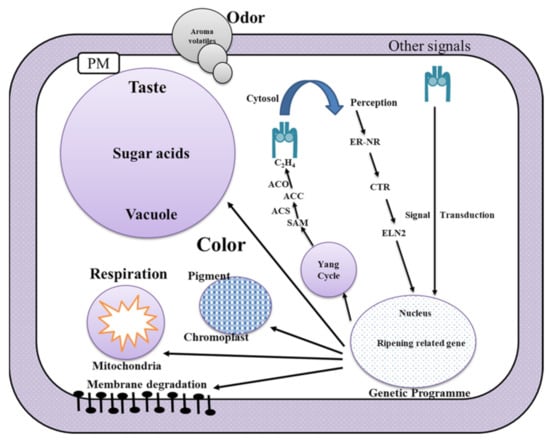 Odor
Aroma
volatiles
Other signals
PM
Taste
Sugar acids
Vacuole
Cytosol
Perception
ER-NR
CTR
ELN2
C2H4
ACO
ACC
ACS
SAM
Signal Transduction
Yang
Cycle
Color
Respiration
Pigment
Chromoplast
Mitochondria
Membrane degradation
Nucleus
Ripening related gene
Genetic Programme